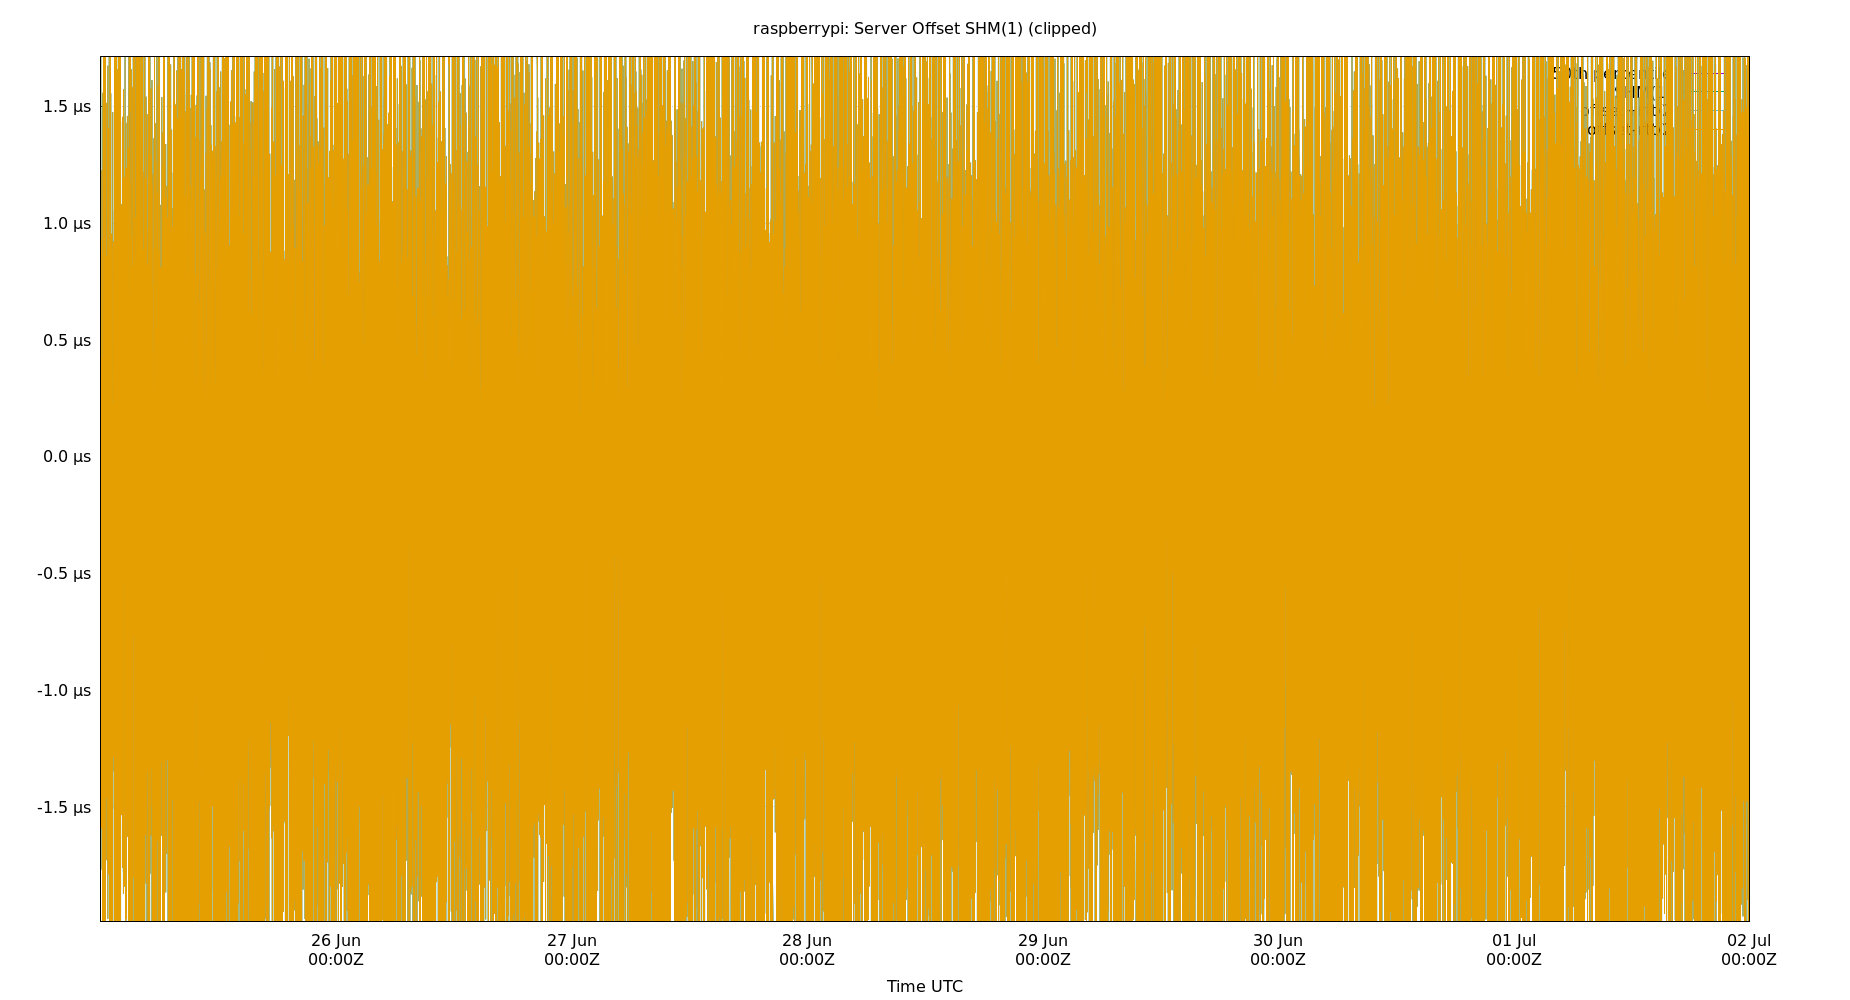 raspberrypi: Server Offset SHM(1) (clipped)
1.5 µs
1.0 µs
0.5 µs
0.0 µs
-0.5 µs
-1.0 µs
-1.5 µs
26 Jun 27 Jun 28 Jun 29 Jun 30 Jun 01 Jul 02 Jul
00:00Z 00:00Z 00:00Z 00:00Z 00:00Z 00:00Z 00:00Z
Time UTC